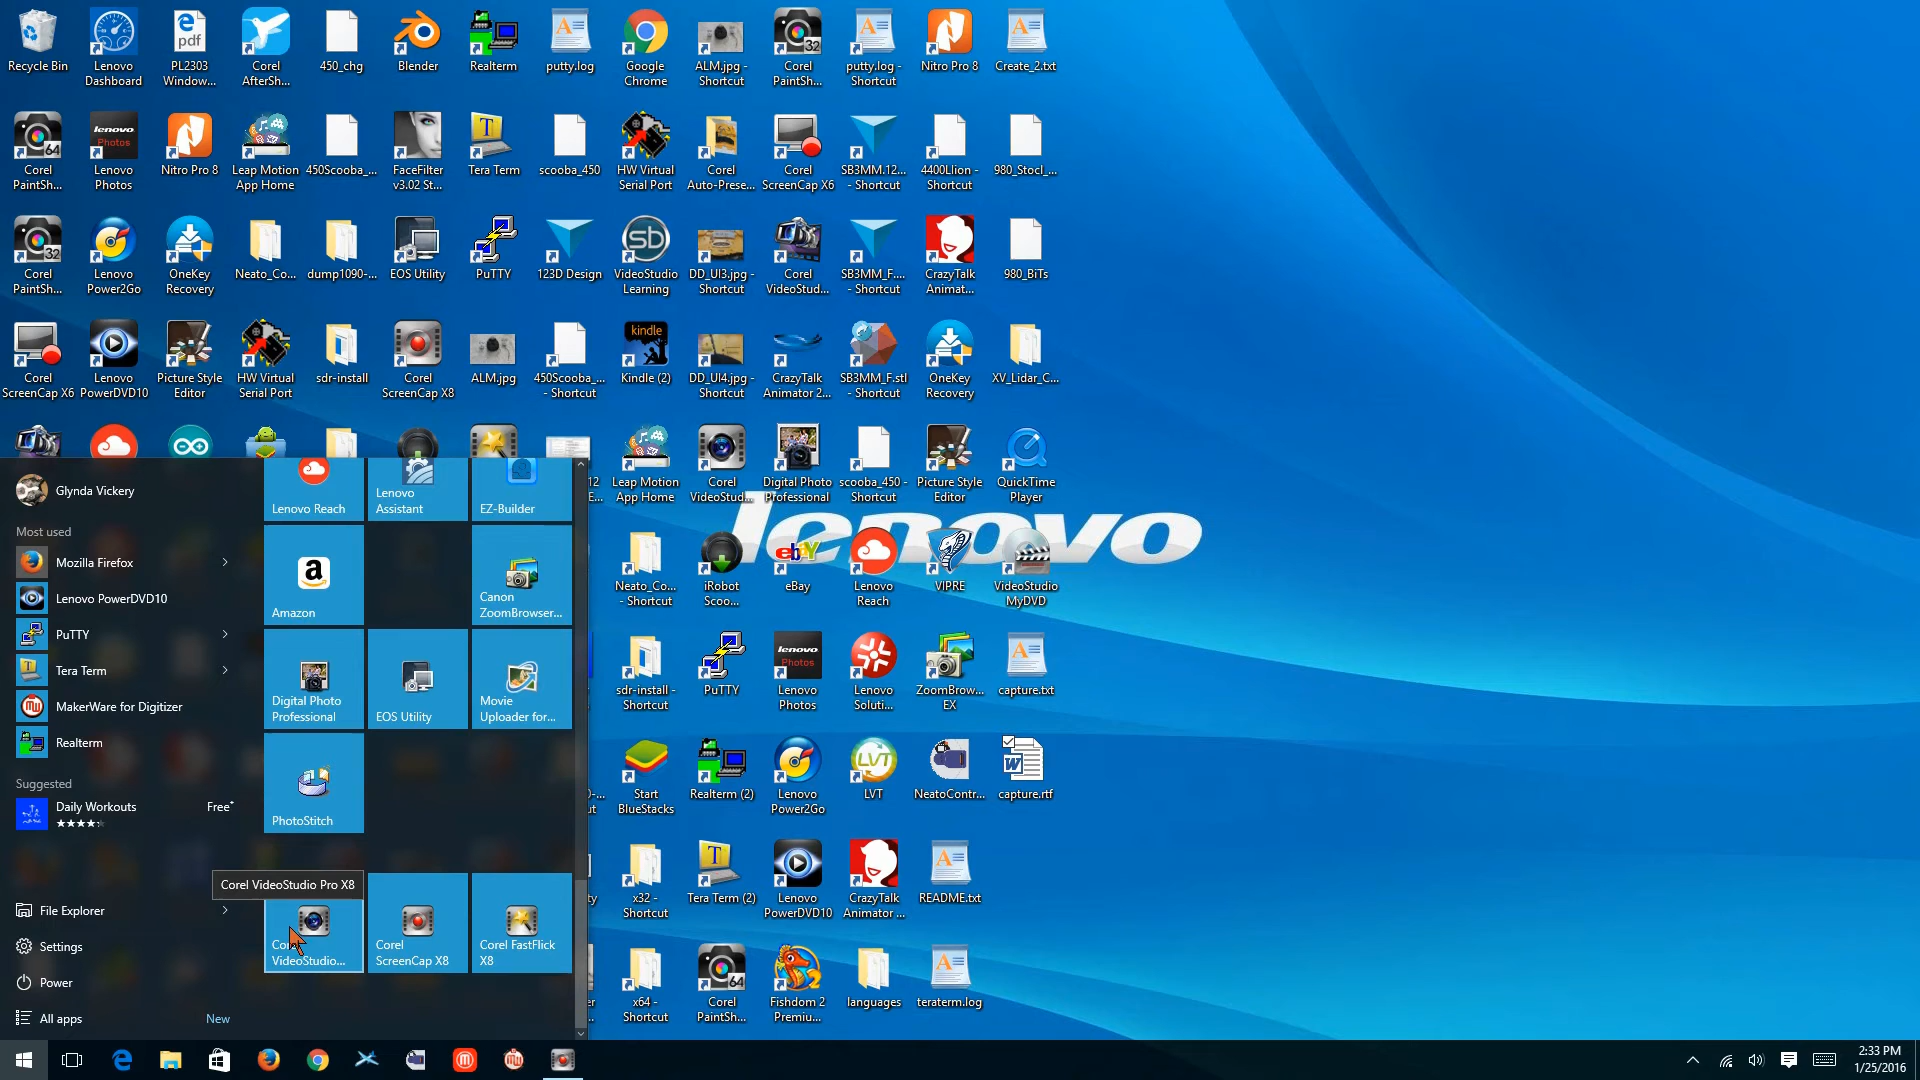 Recycle Bin
Lenovo
Dashboard
PL2303
Window...
Corel
AfterSh...
450_chg
Blender
Realterm
putty.log
Google
Chrome
ALM.jpg -
Shortcut
Corel
PaintSh...
putty.log -
Shortcut
Nitro Pro 8
Create_2.txt
Corel
PaintSh...
Lenovo
Photos
Nitro Pro 8
Leap Motion
App Home
450Scooba_...
FaceFilter
v3.02 St...
Tera Term
scooba_450
HW Virtual
Serial Port
Corel
Auto-Prese...
Corel
ScreenCap X6
SB3MM.12...
- Shortcut
4400LIion -
Shortcut
980_Stocl_...
Corel
PaintSh...
Lenovo
Power2Go
OneKey
Recovery
Neato_Co...
dump1090-...
EOS Utility
PuTTY
123D Design
VideoStudio
Learning
DD_UI3.jpg -
Shortcut
Corel
VideoStud...
SB3MM_F....
- Shortcut
CrazyTalk
Animat...
980_BiTs
Corel
ScreenCap X6
Lenovo
PowerDVD10
Picture Style
Editor
HW Virtual
Serial Port
sdr-install
Corel
ScreenCap X8
ALM.jpg
450Scooba_...
- Shortcut
Kindle (2)
DD_UI4.jpg -
Shortcut
CrazyTalk
Animator 2...
SB3MM_F.stl
- Shortcut
OneKey
Recovery
XV_Lidar_C...
Leap Motion
App Home
Corel
VideoStud...
Digital Photo
Professional
scooba_450 -
Shortcut
Picture Style
Editor
QuickTime
Player
lenovo
Neato_Co...
- Shortcut
iRobot
Scoo...
eBay
Lenovo
Reach
VIPRE
VideoStudio
MyDVD
sdr-install -
Shortcut
PuTTY
Lenovo
Photos
Lenovo
Soluti...
ZoomBrow...
EX
capture.txt
Start
BlueStacks
Realterm (2)
Lenovo
Power2Go
LVT
NeatoContr...
capture.rtf
x32 -
Shortcut
Tera Term (2)
Lenovo
PowerDVD10
CrazyTalk
Animator ...
README.txt
x64 -
Shortcut
Corel
PaintSh...
Fishdom 2
Premiu...
languages
teraterm.log
Glynda Vickery
Most used
Mozilla Firefox
Lenovo PowerDVD10
PuTTY
Tera Term
MakerWare for Digitizer
Realterm
Suggested
Daily Workouts
Free*
File Explorer
Settings
Power
All apps
New
Lenovo Reach
Lenovo
Assistant
EZ-Builder
Amazon
Canon
ZoomBrowser...
Digital Photo
Professional
EOS Utility
Movie
Uploader for...
PhotoStitch
Corel VideoStudio Pro X8
VideoStudio...
Corel
ScreenCap X8
Corel FastFlick
X8
2:33 PM
1/25/2016